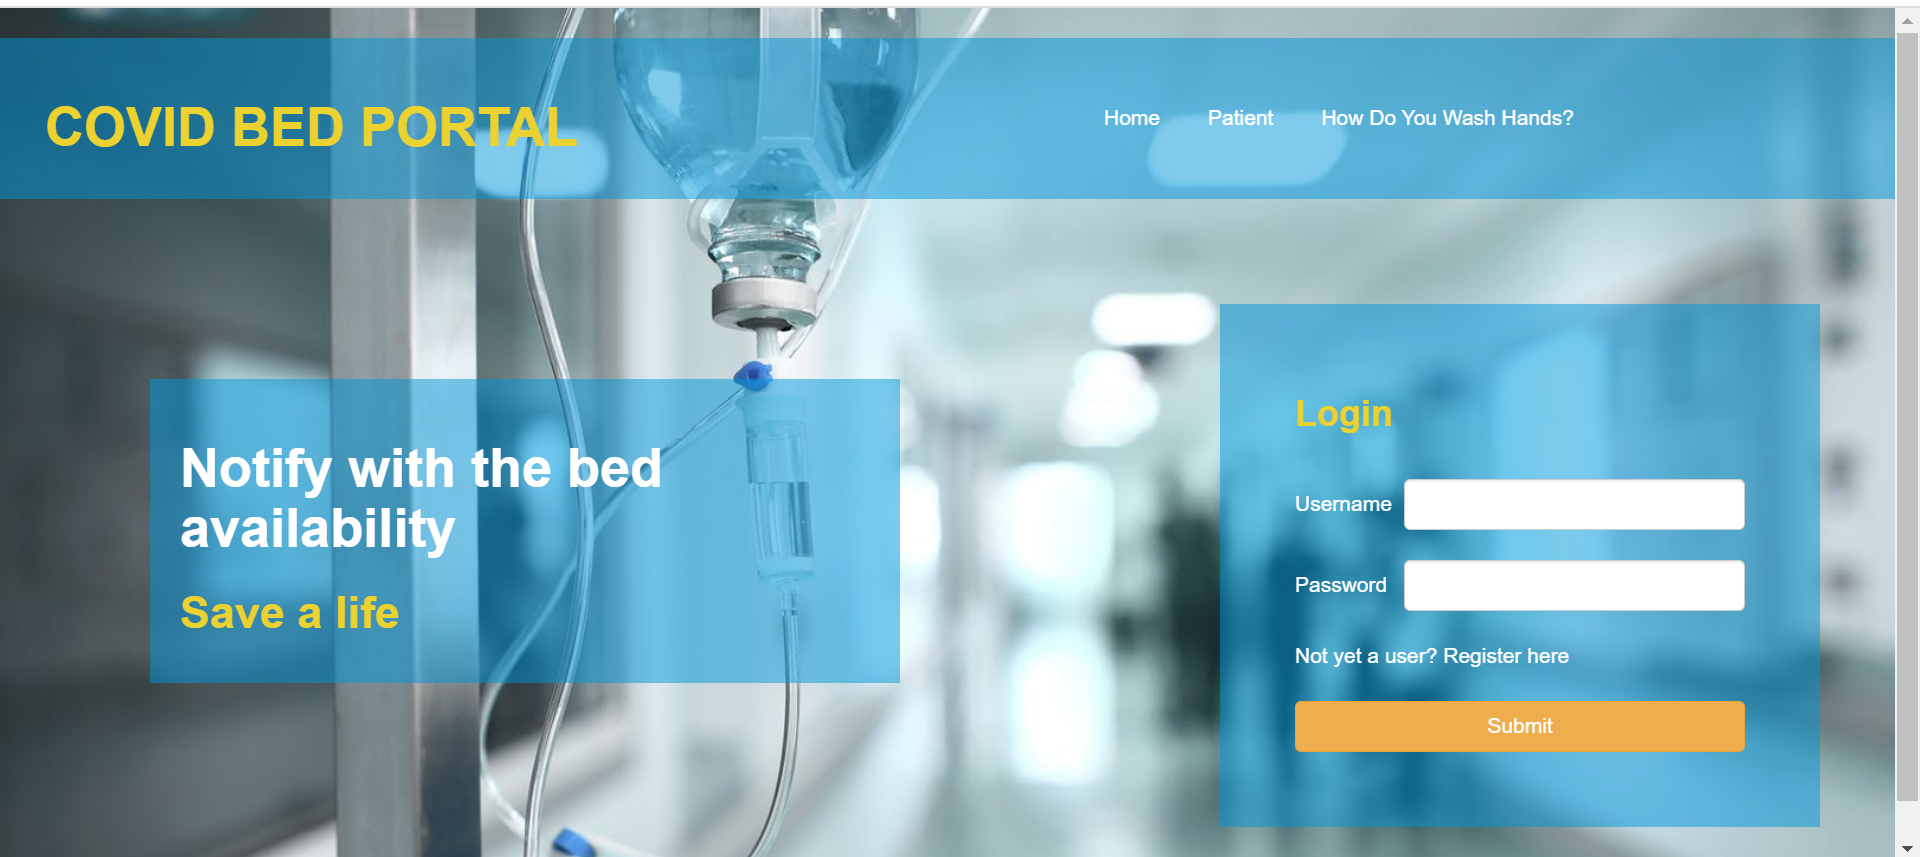 COVID BED PORTAL
Home Patient How Do You Wash Hands?
Notify with the bed
availability
Save a life
Login
Username
Password
Not yet a user? Register here
Submit